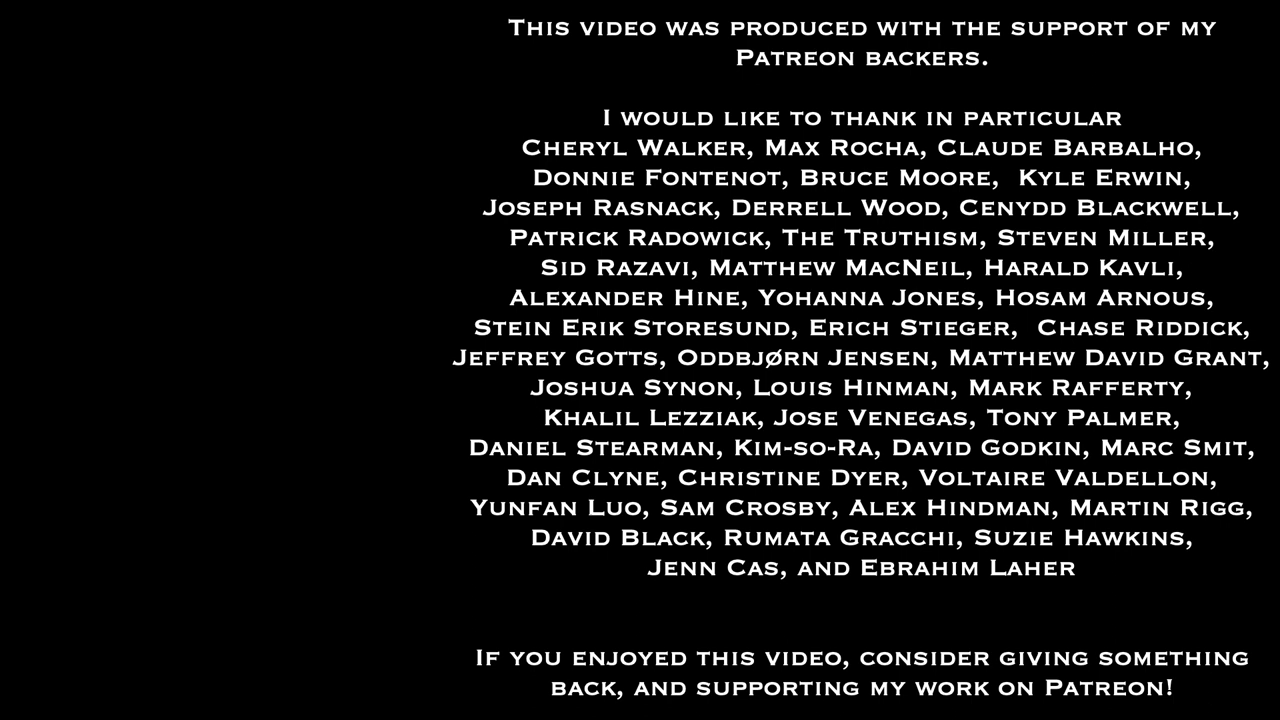 This video was produced with the support of my
Patreon backers.
I would like to thank in particular
Cheryl Walker, Max Rocha, Claude Barbalho,
Donnie Fontenot, Bruce Moore,  Kyle Erwin,
Joseph Rasnack, Derrell Wood, Cenydd Blackwell,
Patrick Radowick, The Truthism, Steven Miller,
Sid Razavi, Matthew MacNeil, Harald Kavli,
Alexander Hine, Yohanna Jones, Hosam Arnous,
Stein Erik Storesund, Erich Stieger,  Chase Riddick,
Jeffrey Gotts, Oddbjørn Jensen, Matthew David Grant,
Joshua Synon, Louis Hinman, Mark Rafferty,
Khalil Lezziak, Jose Venegas, Tony Palmer,
Daniel Stearman, Kim-so-Ra, David Godkin, Marc Smit,
Dan Clyne, Christine Dyer, Voltaire Valdellon,
Yunfan Luo, Sam Crosby, Alex Hindman, Martin Rigg,
David Black, Rumata Gracchi, Suzie Hawkins,
Jenn Cas, and Ebrahim Laher
If you enjoyed this video, consider giving something
back, and supporting my work on Patreon!